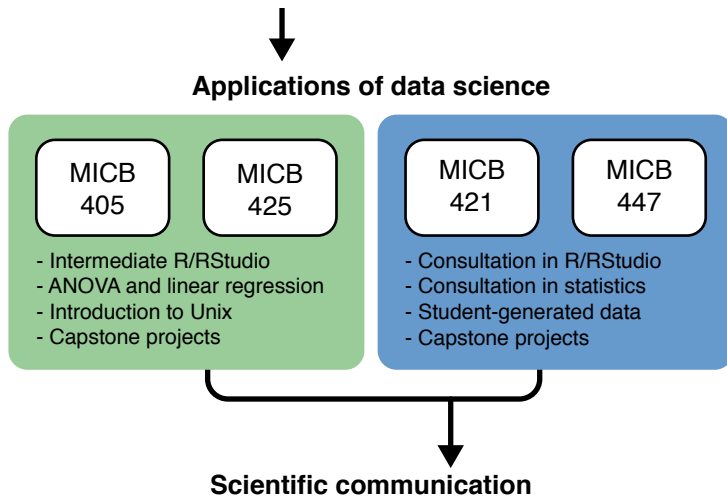 Applications of data science
MICB
405
MICB
425
- Intermediate R/RStudio
- ANOVA and linear regression
- Introduction to Unix
- Capstone projects
MICB
421
MICB
447
- Consultation in R/RStudio
- Consultation in statistics
- Student-generated data
- Capstone projects
Scientific communication